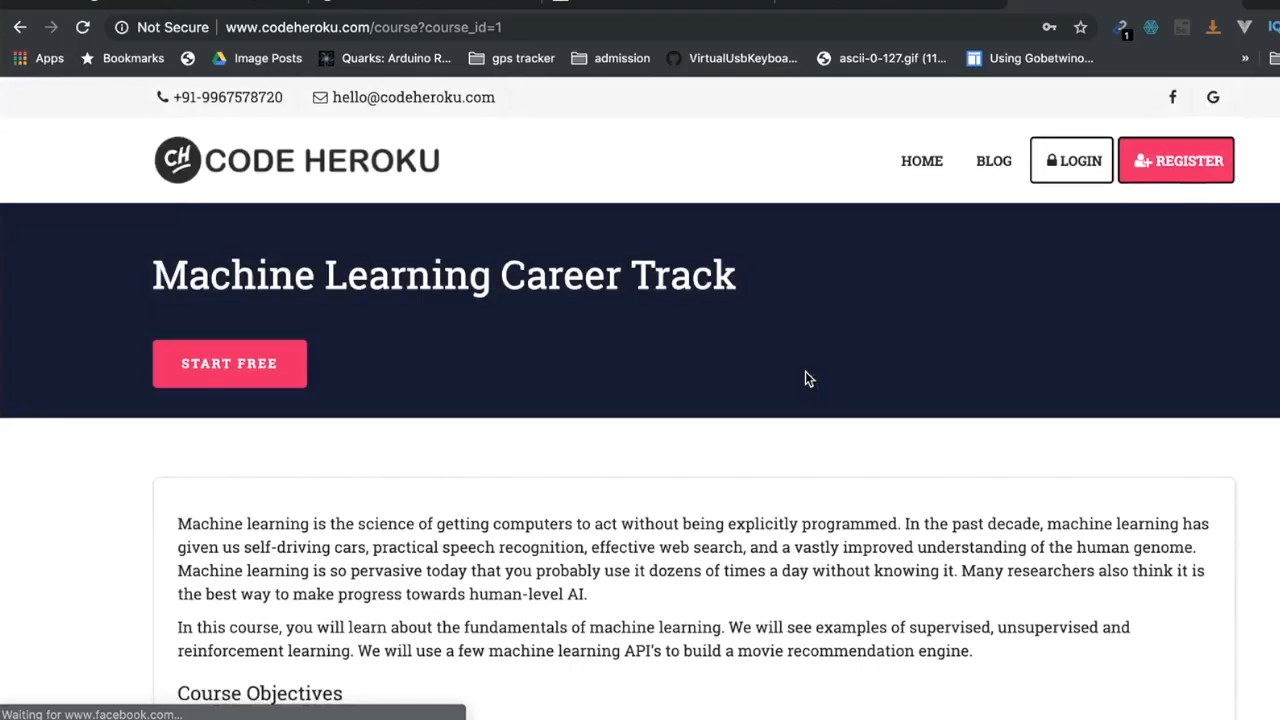 Not Secure www.codeheroku.com/course?course_id=1
1
Apps Bookmarks Image Posts Quarks: Arduino R... gps tracker admission VirtualUsbKeyboa... ascii-0-127.gif (11... Using Gobetwino... »
+91-9967578720 hello@codeheroku.com
CH CODE HEROKU
HOME BLOG LOGIN REGISTER
Machine Learning Career Track
START FREE
Machine learning is the science of getting computers to act without being explicitly programmed. In the past decade, machine learning has
given us self-driving cars, practical speech recognition, effective web search, and a vastly improved understanding of the human genome.
Machine learning is so pervasive today that you probably use it dozens of times a day without knowing it. Many researchers also think it is
the best way to make progress towards human-level AI.
In this course, you will learn about the fundamentals of machine learning. We will see examples of supervised, unsupervised and
reinforcement learning. We will use a few machine learning API's to build a movie recommendation engine.
Course Objectives
Waiting for www.facebook.com...